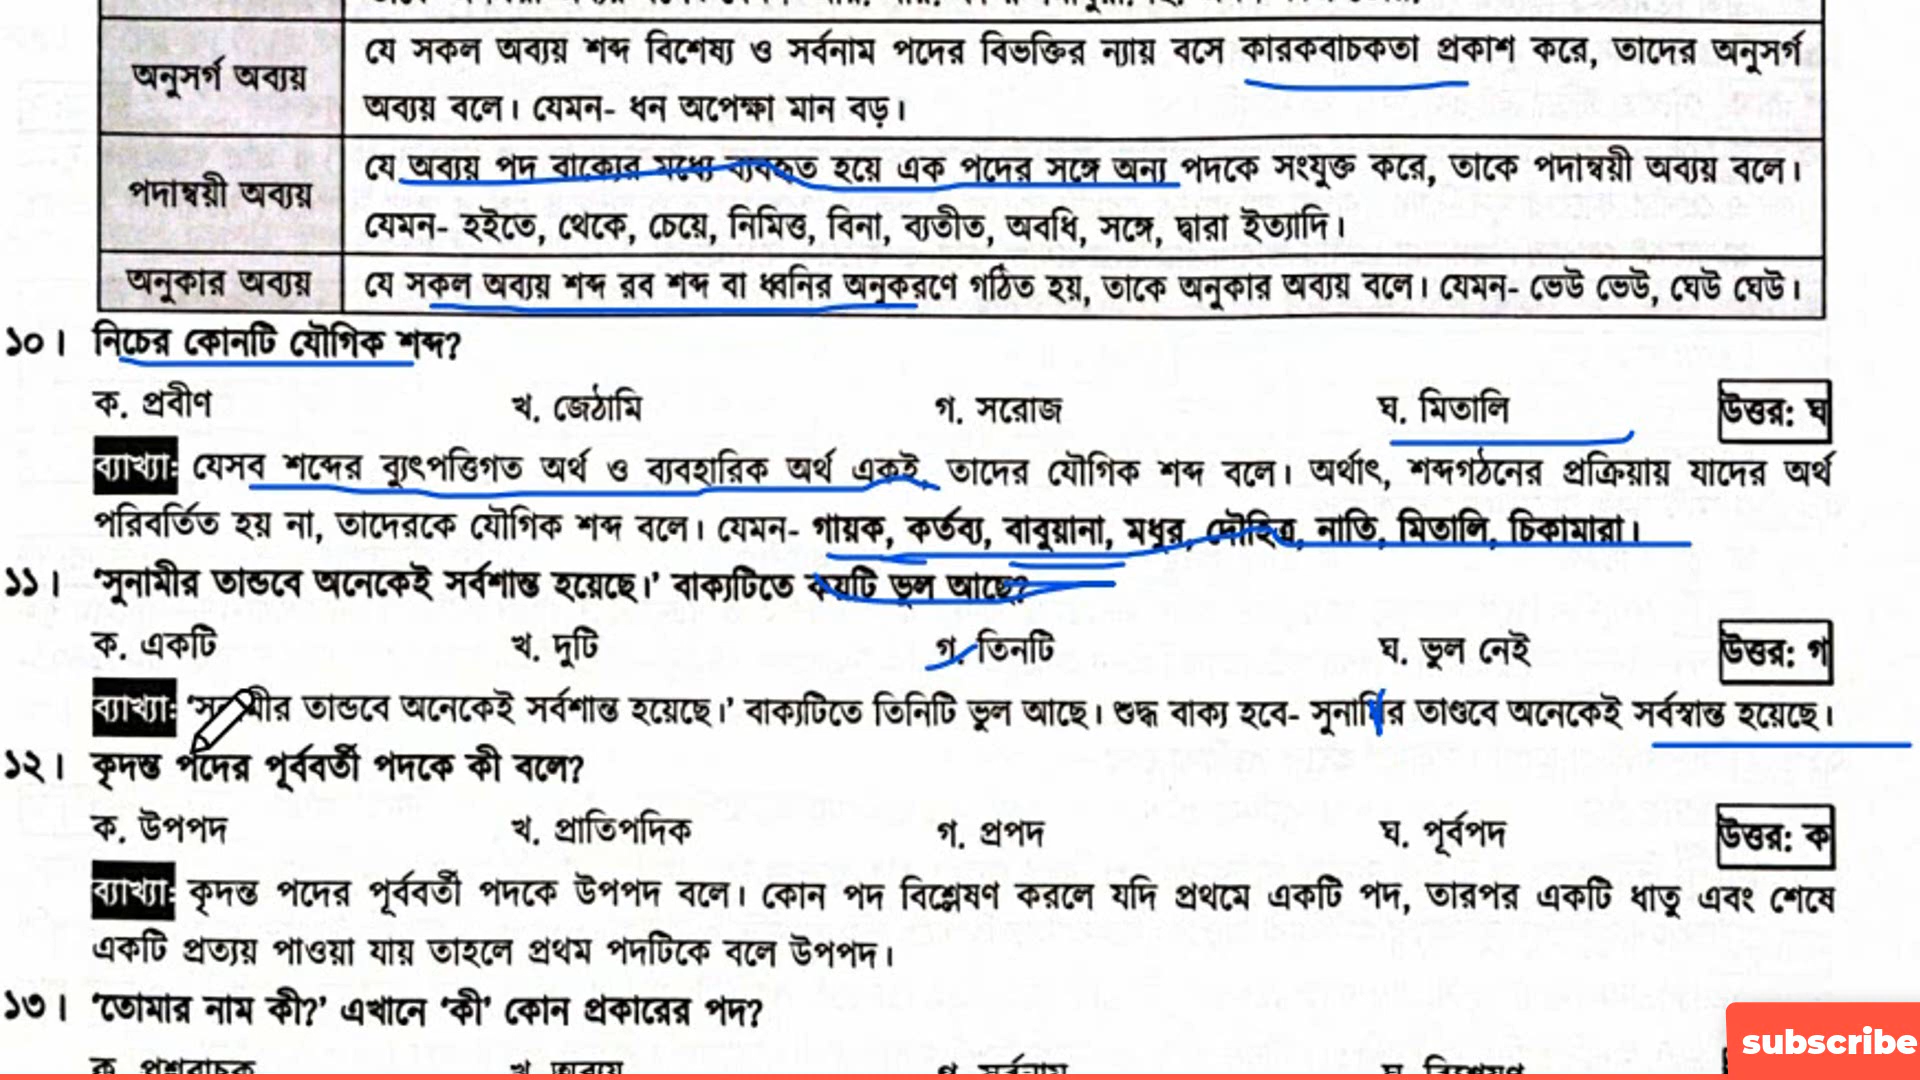 অনুসর্গ অব্যয়
যে সকল অব্যয় শব্দ বিশেষ্য ও সর্বনাম পদের বিভক্তির ন্যায় বসে কারকবাচকতা প্রকাশ করে, তাদের অনুসর্গ
অব্যয় বলে। যেমন- ধন অপেক্ষা মান বড়।
পদান্বয়ী অব্যয়
যে অব্যয় পদ বাক্যের মধ্যে ব্যবহৃত হয়ে এক পদের সঙ্গে অন্য পদকে সংযুক্ত করে, তাকে পদান্বয়ী অব্যয় বলে।
যেমন- হইতে, থেকে, চেয়ে, নিমিত্ত, বিনা, ব্যতীত, অবধি, সঙ্গে, দ্বারা ইত্যাদি।
অনুকার অব্যয়
যে সকল অব্যয় শব্দ রব শব্দ বা ধ্বনির অনুকরণে গঠিত হয়, তাকে অনুকার অব্যয় বলে। যেমন- ভেউ ভেউ, ঘেউ ঘেউ।
১০। নিচের কোনটি যৌগিক শব্দ?
ক. প্রবীণ খ. জেঠামি গ. সরোজ ঘ. মিতালি উত্তর: ঘ
ব্যাখ্যা: যেসব শব্দের ব্যুৎপত্তিগত অর্থ ও ব্যবহারিক অর্থ একই, তাদের যৌগিক শব্দ বলে। অর্থাৎ, শব্দগঠনের প্রক্রিয়ায় যাদের অর্থ
পরিবর্তিত হয় না, তাদেরকে যৌগিক শব্দ বলে। যেমন- গায়ক, কর্তব্য, বাবুয়ানা, মধুর, দৌহিত্র, নাতি, মিতালি, চিকামারা।
১১। ‘সুনামীর তান্ডবে অনেকেই সর্বশান্ত হয়েছে।’ বাক্যটিতে কয়টি ভুল আছে?
ক. একটি খ. দুটি গ. তিনটি ঘ. ভুল নেই উত্তর: গ
ব্যাখ্যা: ‘সুনামীর তান্ডবে অনেকেই সর্বশান্ত হয়েছে।’ বাক্যটিতে তিনিটি ভুল আছে। শুদ্ধ বাক্য হবে- সুনামির তাণ্ডবে অনেকেই সর্বস্বান্ত হয়েছে।
১২। কৃদন্ত পদের পূর্ববর্তী পদকে কী বলে?
ক. উপপদ খ. প্রাতিপদিক গ. প্রপদ ঘ. পূর্বপদ উত্তর: ক
ব্যাখ্যা: কৃদন্ত পদের পূর্ববর্তী পদকে উপপদ বলে। কোন পদ বিশ্লেষণ করলে যদি প্রথমে একটি পদ, তারপর একটি ধাতু এবং শেষে
একটি প্রত্যয় পাওয়া যায় তাহলে প্রথম পদটিকে বলে উপপদ।
১৩। ‘তোমার নাম কী?’ এখানে ‘কী’ কোন প্রকারের পদ?
ক. প্রশ্নবাচক খ. অব্যয় গ. সর্বনাম ঘ. বিশেষণ
subscribe